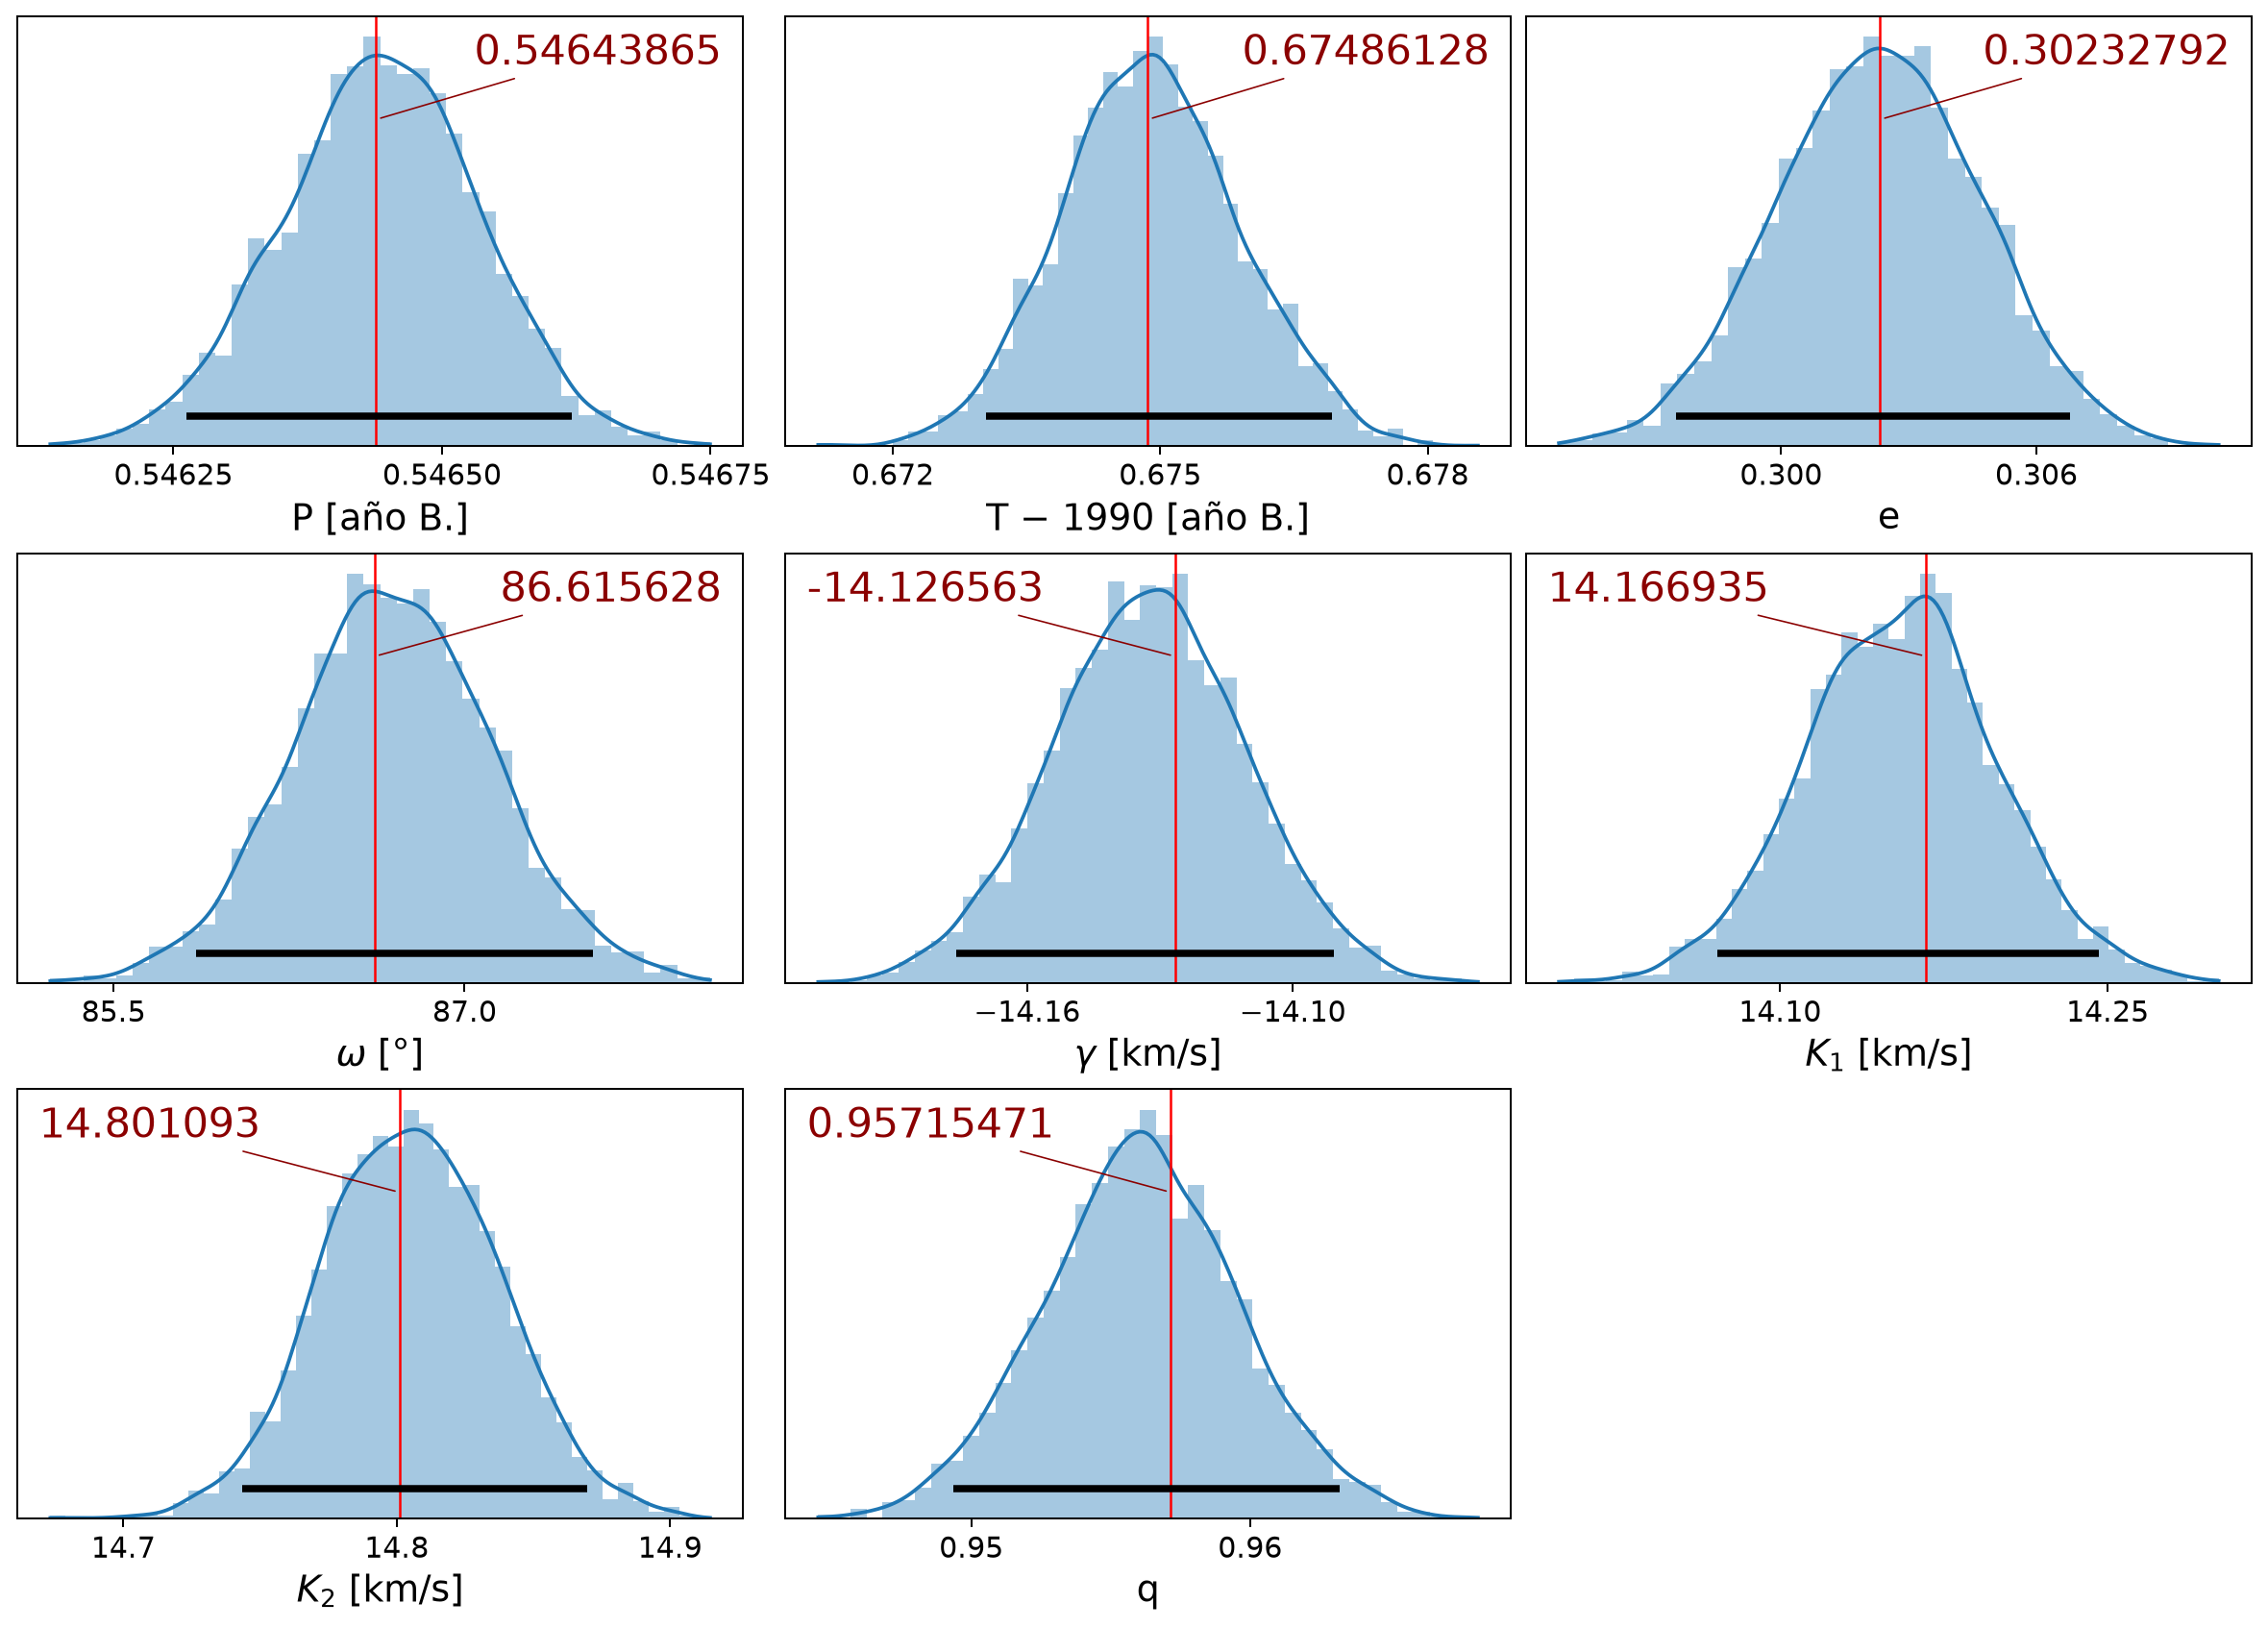 0.54643865
0.54625 0.54650 0.54675
P [año B.]
0.67486128
0.672 0.675 0.678
T − 1990 [año B.]
0.30232792
0.300 0.306
e
86.615628
85.5 87.0
ω [°]
-14.126563
−14.16 −14.10
γ [km/s]
14.166935
14.10 14.25
K₁ [km/s]
14.801093
14.7 14.8 14.9
K₂ [km/s]
0.95715471
0.95 0.96
q